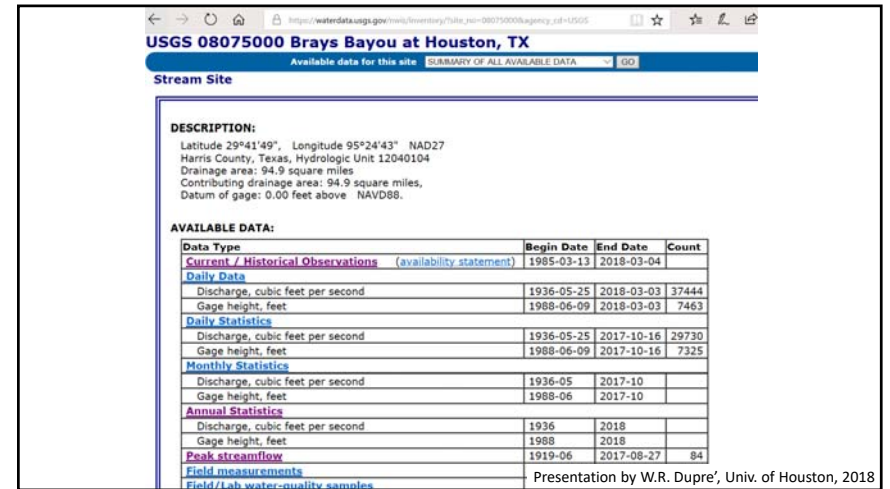 https://waterdata.usgs.gov/nwis/inventory/?site_no=08075000&agency_cd=USGS
USGS 08075000 Brays Bayou at Houston, TX
Available data for this site SUMMARY OF ALL AVAILABLE DATA GO
Stream Site
DESCRIPTION:
Latitude 29°41'49", Longitude 95°24'43" NAD27
Harris County, Texas, Hydrologic Unit 12040104
Drainage area: 94.9 square miles
Contributing drainage area: 94.9 square miles,
Datum of gage: 0.00 feet above NAVD88.
AVAILABLE DATA:
Data Type Begin Date End Date Count
Current / Historical Observations (availability statement) 1985-03-13 2018-03-04
Daily Data
Discharge, cubic feet per second 1936-05-25 2018-03-03 37444
Gage height, feet 1988-06-09 2018-03-03 7463
Daily Statistics
Discharge, cubic feet per second 1936-05-25 2017-10-16 29730
Gage height, feet 1988-06-09 2017-10-16 7325
Monthly Statistics
Discharge, cubic feet per second 1936-05 2017-10
Gage height, feet 1988-06 2017-10
Annual Statistics
Discharge, cubic feet per second 1936 2018
Gage height, feet 1988 2018
Peak streamflow 1919-06 2017-08-27 84
Field measurements
Field/Lab water-quality samples
Presentation by W.R. Dupre', Univ. of Houston, 2018